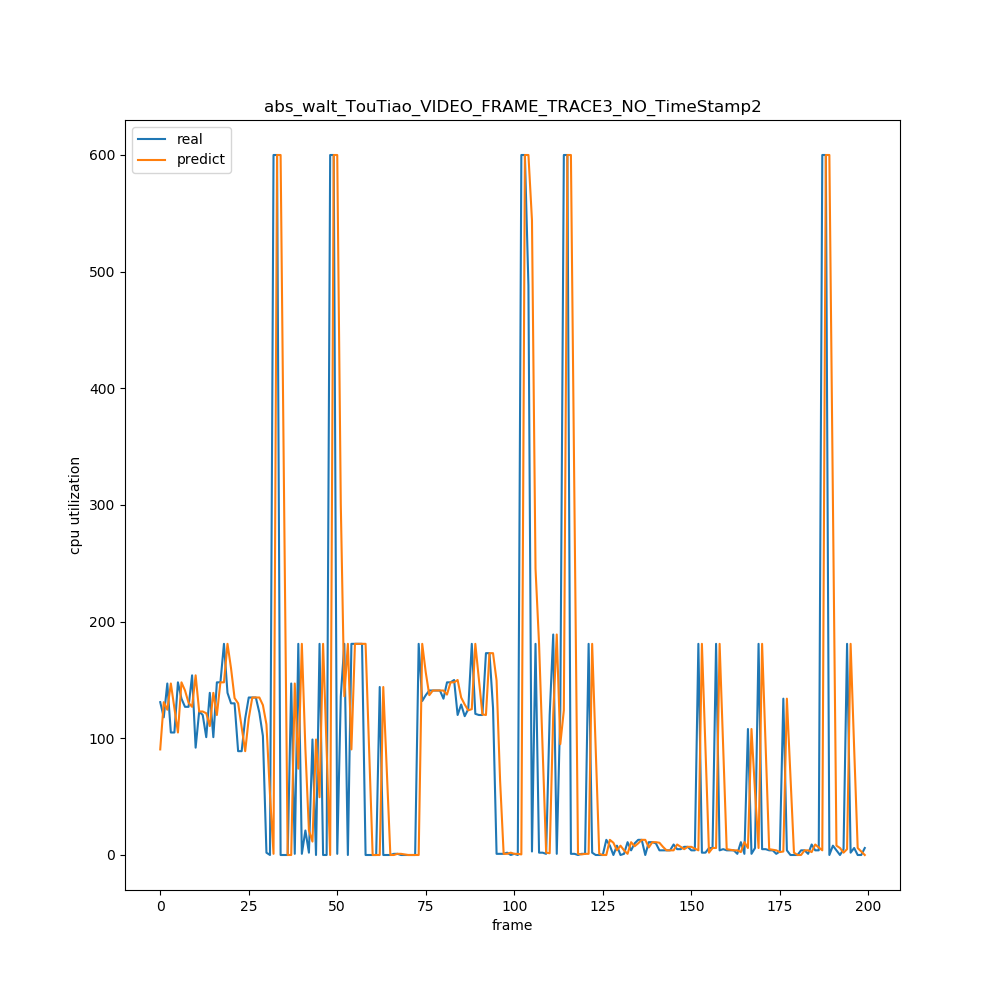 abs_walt_TouTiao_VIDEO_FRAME_TRACE3_NO_TimeStamp2
real
predict
600
500
400
300
200
100
0
cpu utilization
0 25 50 75 100 125 150 175 200
frame